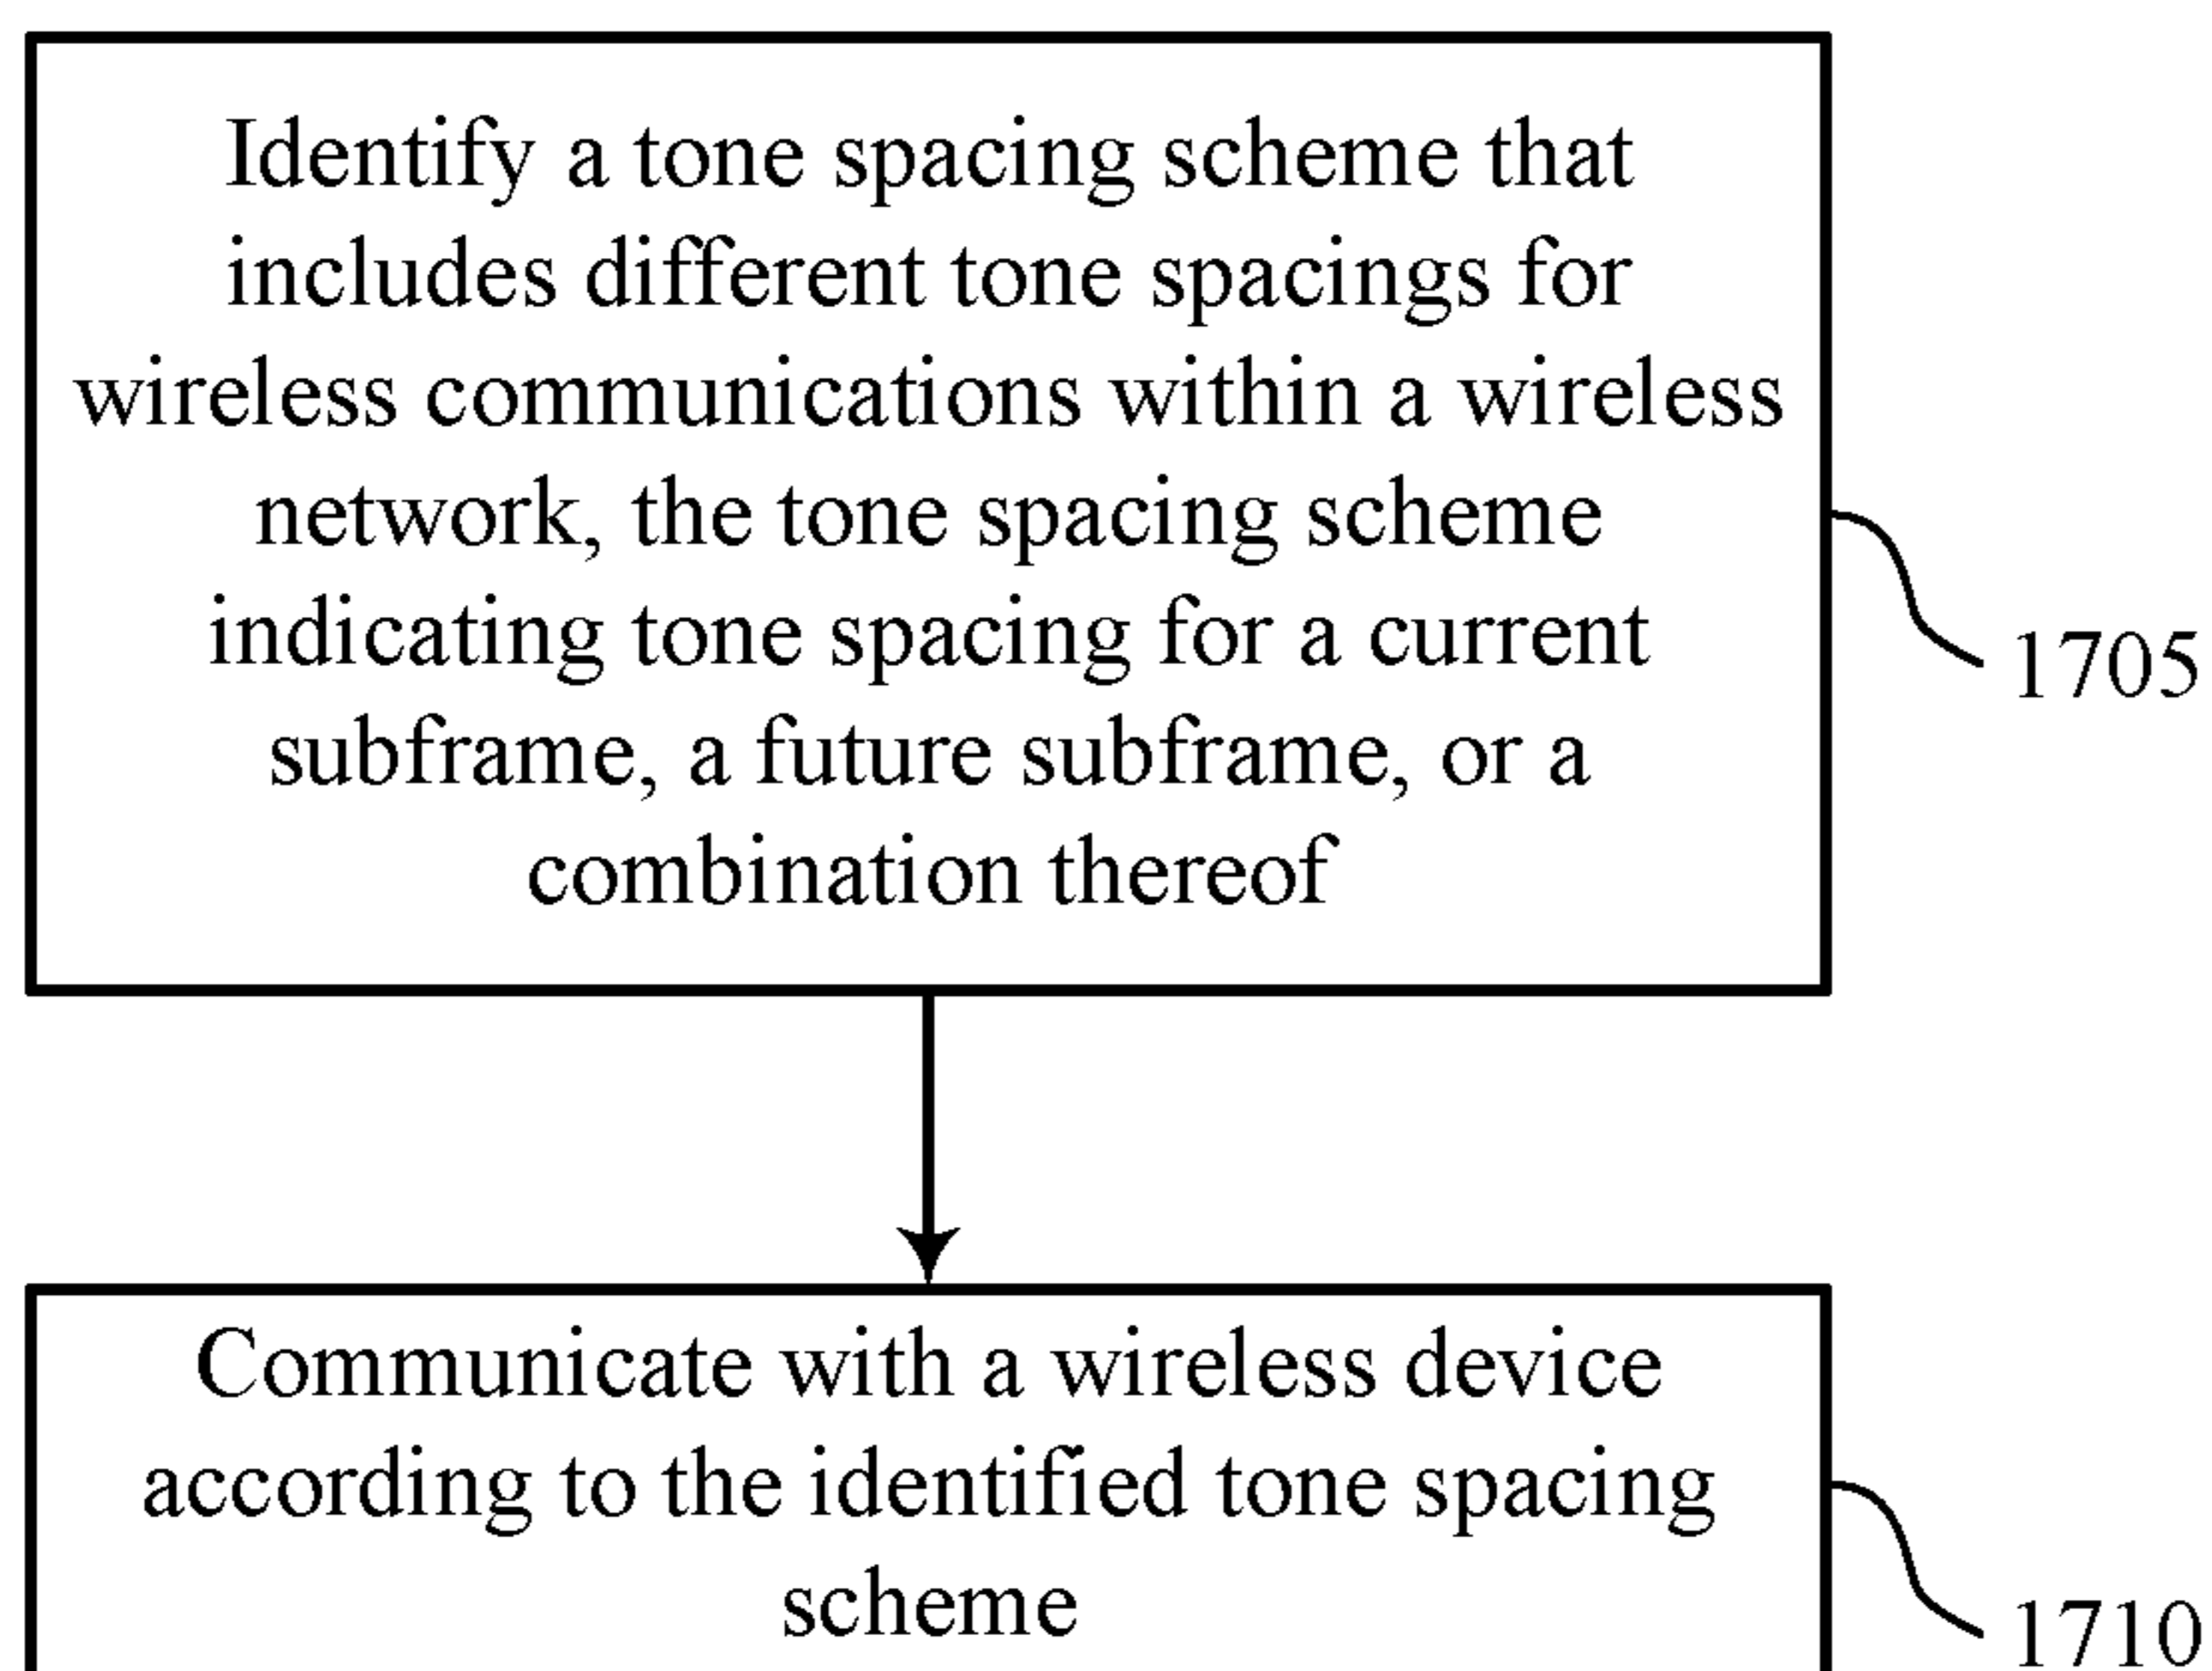 Identify a tone spacing scheme that
includes different tone spacings for
wireless communications within a wireless
network, the tone spacing scheme
indicating tone spacing for a current
subframe, a future subframe, or a
combination thereof
1705
Communicate with a wireless device
according to the identified tone spacing
scheme
1710